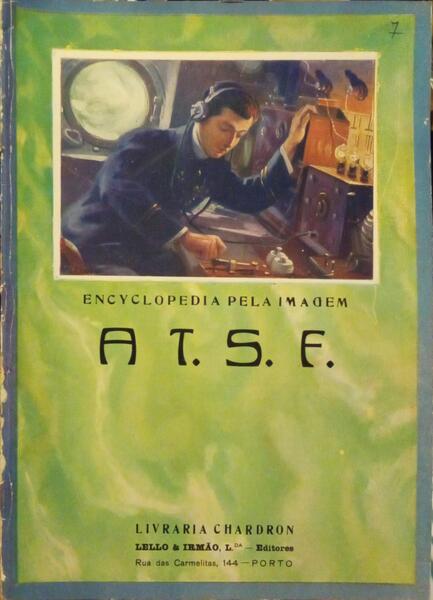 7
ENCYCLOPEDIA PELA IMAGEM
A T. S. F.
LIVRARIA CHARDRON
LELLO & IRMÃO, L.DA — Editores
Rua das Carmelitas, 144 — PORTO